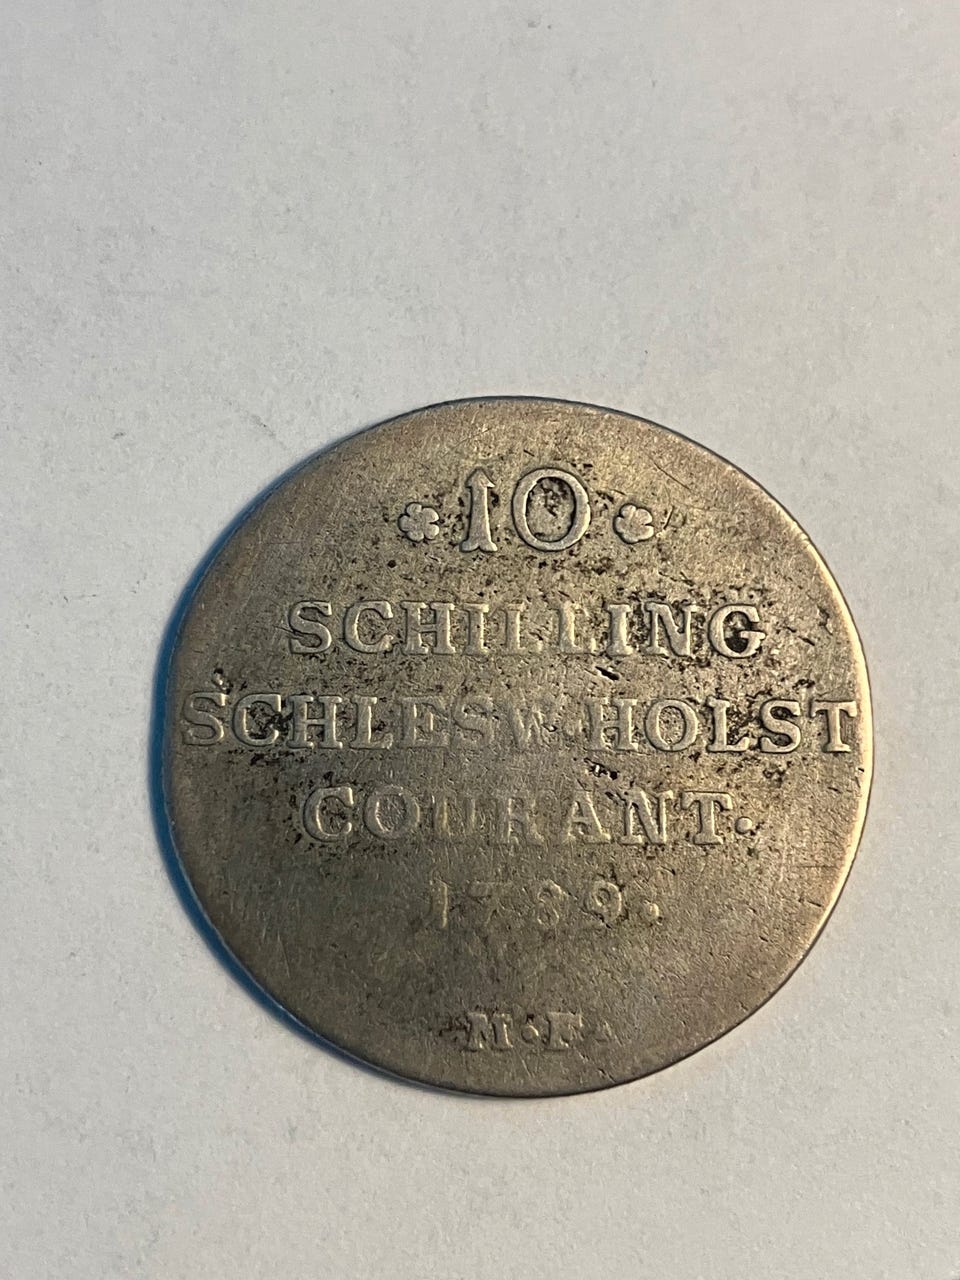 10
SCHILLING
SCHLESW. HOLST
COURANT.
1789.
M·F·